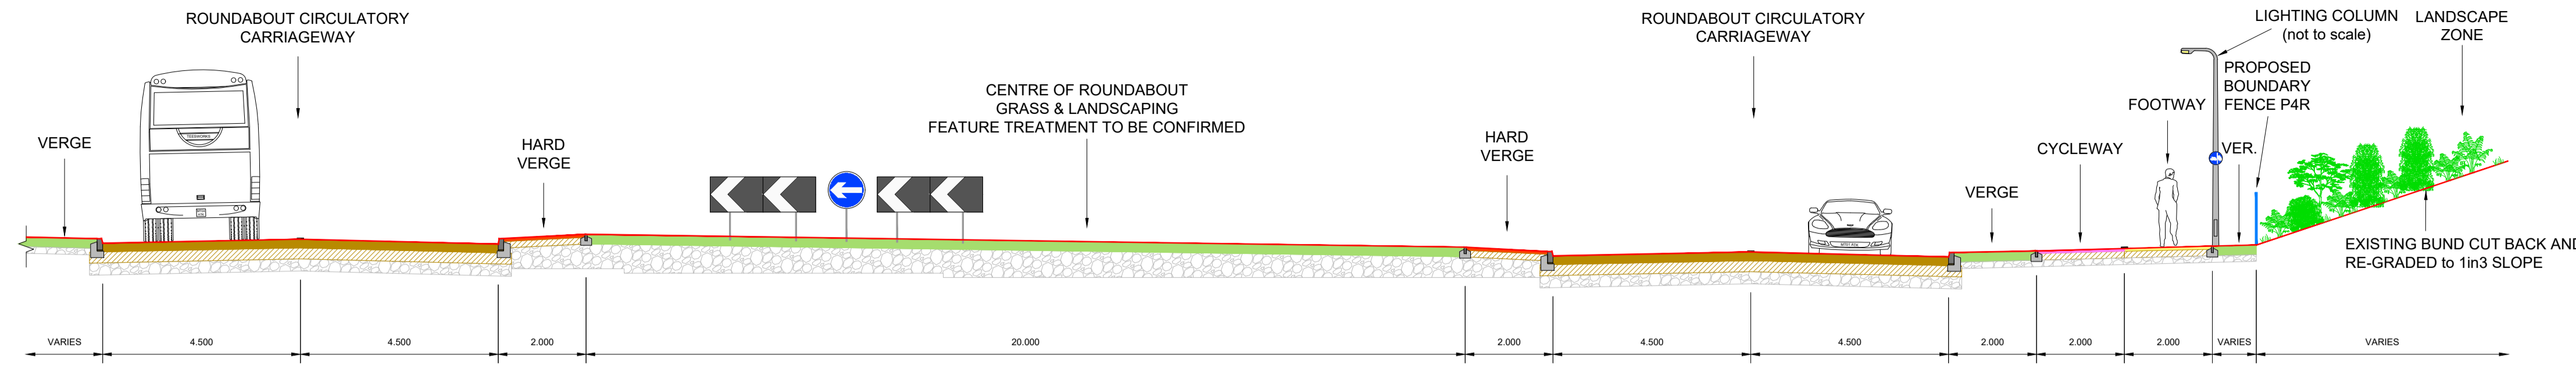 ROUNDABOUT CIRCULATORY
CARRIAGEWAY
ROUNDABOUT CIRCULATORY
CARRIAGEWAY
LIGHTING COLUMN
(not to scale)
LANDSCAPE
ZONE
PROPOSED
BOUNDARY
FENCE P4R
CENTRE OF ROUNDABOUT
GRASS & LANDSCAPING
FEATURE TREATMENT TO BE CONFIRMED
FOOTWAY
VERGE
HARD
VERGE
HARD
VERGE
CYCLEWAY
VER.
VERGE
TEESWORKS
EXISTING BUND CUT BACK AND
RE-GRADED to 1in3 SLOPE
VARIES
4.500
4.500
2.000
20.000
2.000
4.500
4.500
2.000
2.000
2.000
VARIES
VARIES